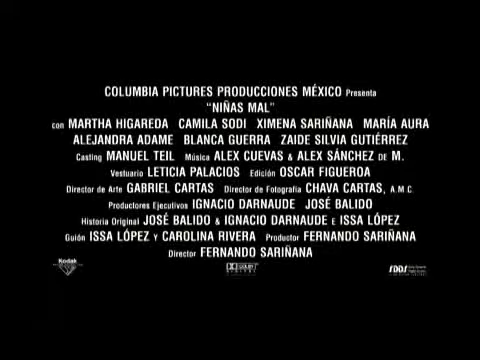 COLUMBIA PICTURES PRODUCCIONES MÉXICO Presenta
“NIÑAS MAL”
con MARTHA HIGAREDA CAMILA SODI XIMENA SARIÑANA MARÍA AURA
ALEJANDRA ADAME BLANCA GUERRA ZAIDE SILVIA GUTIÉRREZ
Casting MANUEL TEIL Música ALEX CUEVAS & ALEX SÁNCHEZ DE M.
Vestuario LETICIA PALACIOS Edición OSCAR FIGUEROA
Director de Arte GABRIEL CARTAS Director de Fotografía CHAVA CARTAS, A.M.C.
Productores Ejecutivos IGNACIO DARNAUDE JOSÉ BALIDO
Historia Original JOSÉ BALIDO & IGNACIO DARNAUDE E ISSA LÓPEZ
Guión ISSA LÓPEZ Y CAROLINA RIVERA Productor FERNANDO SARIÑANA
Director FERNANDO SARIÑANA
Kodak DOLBY DIGITAL SDDS